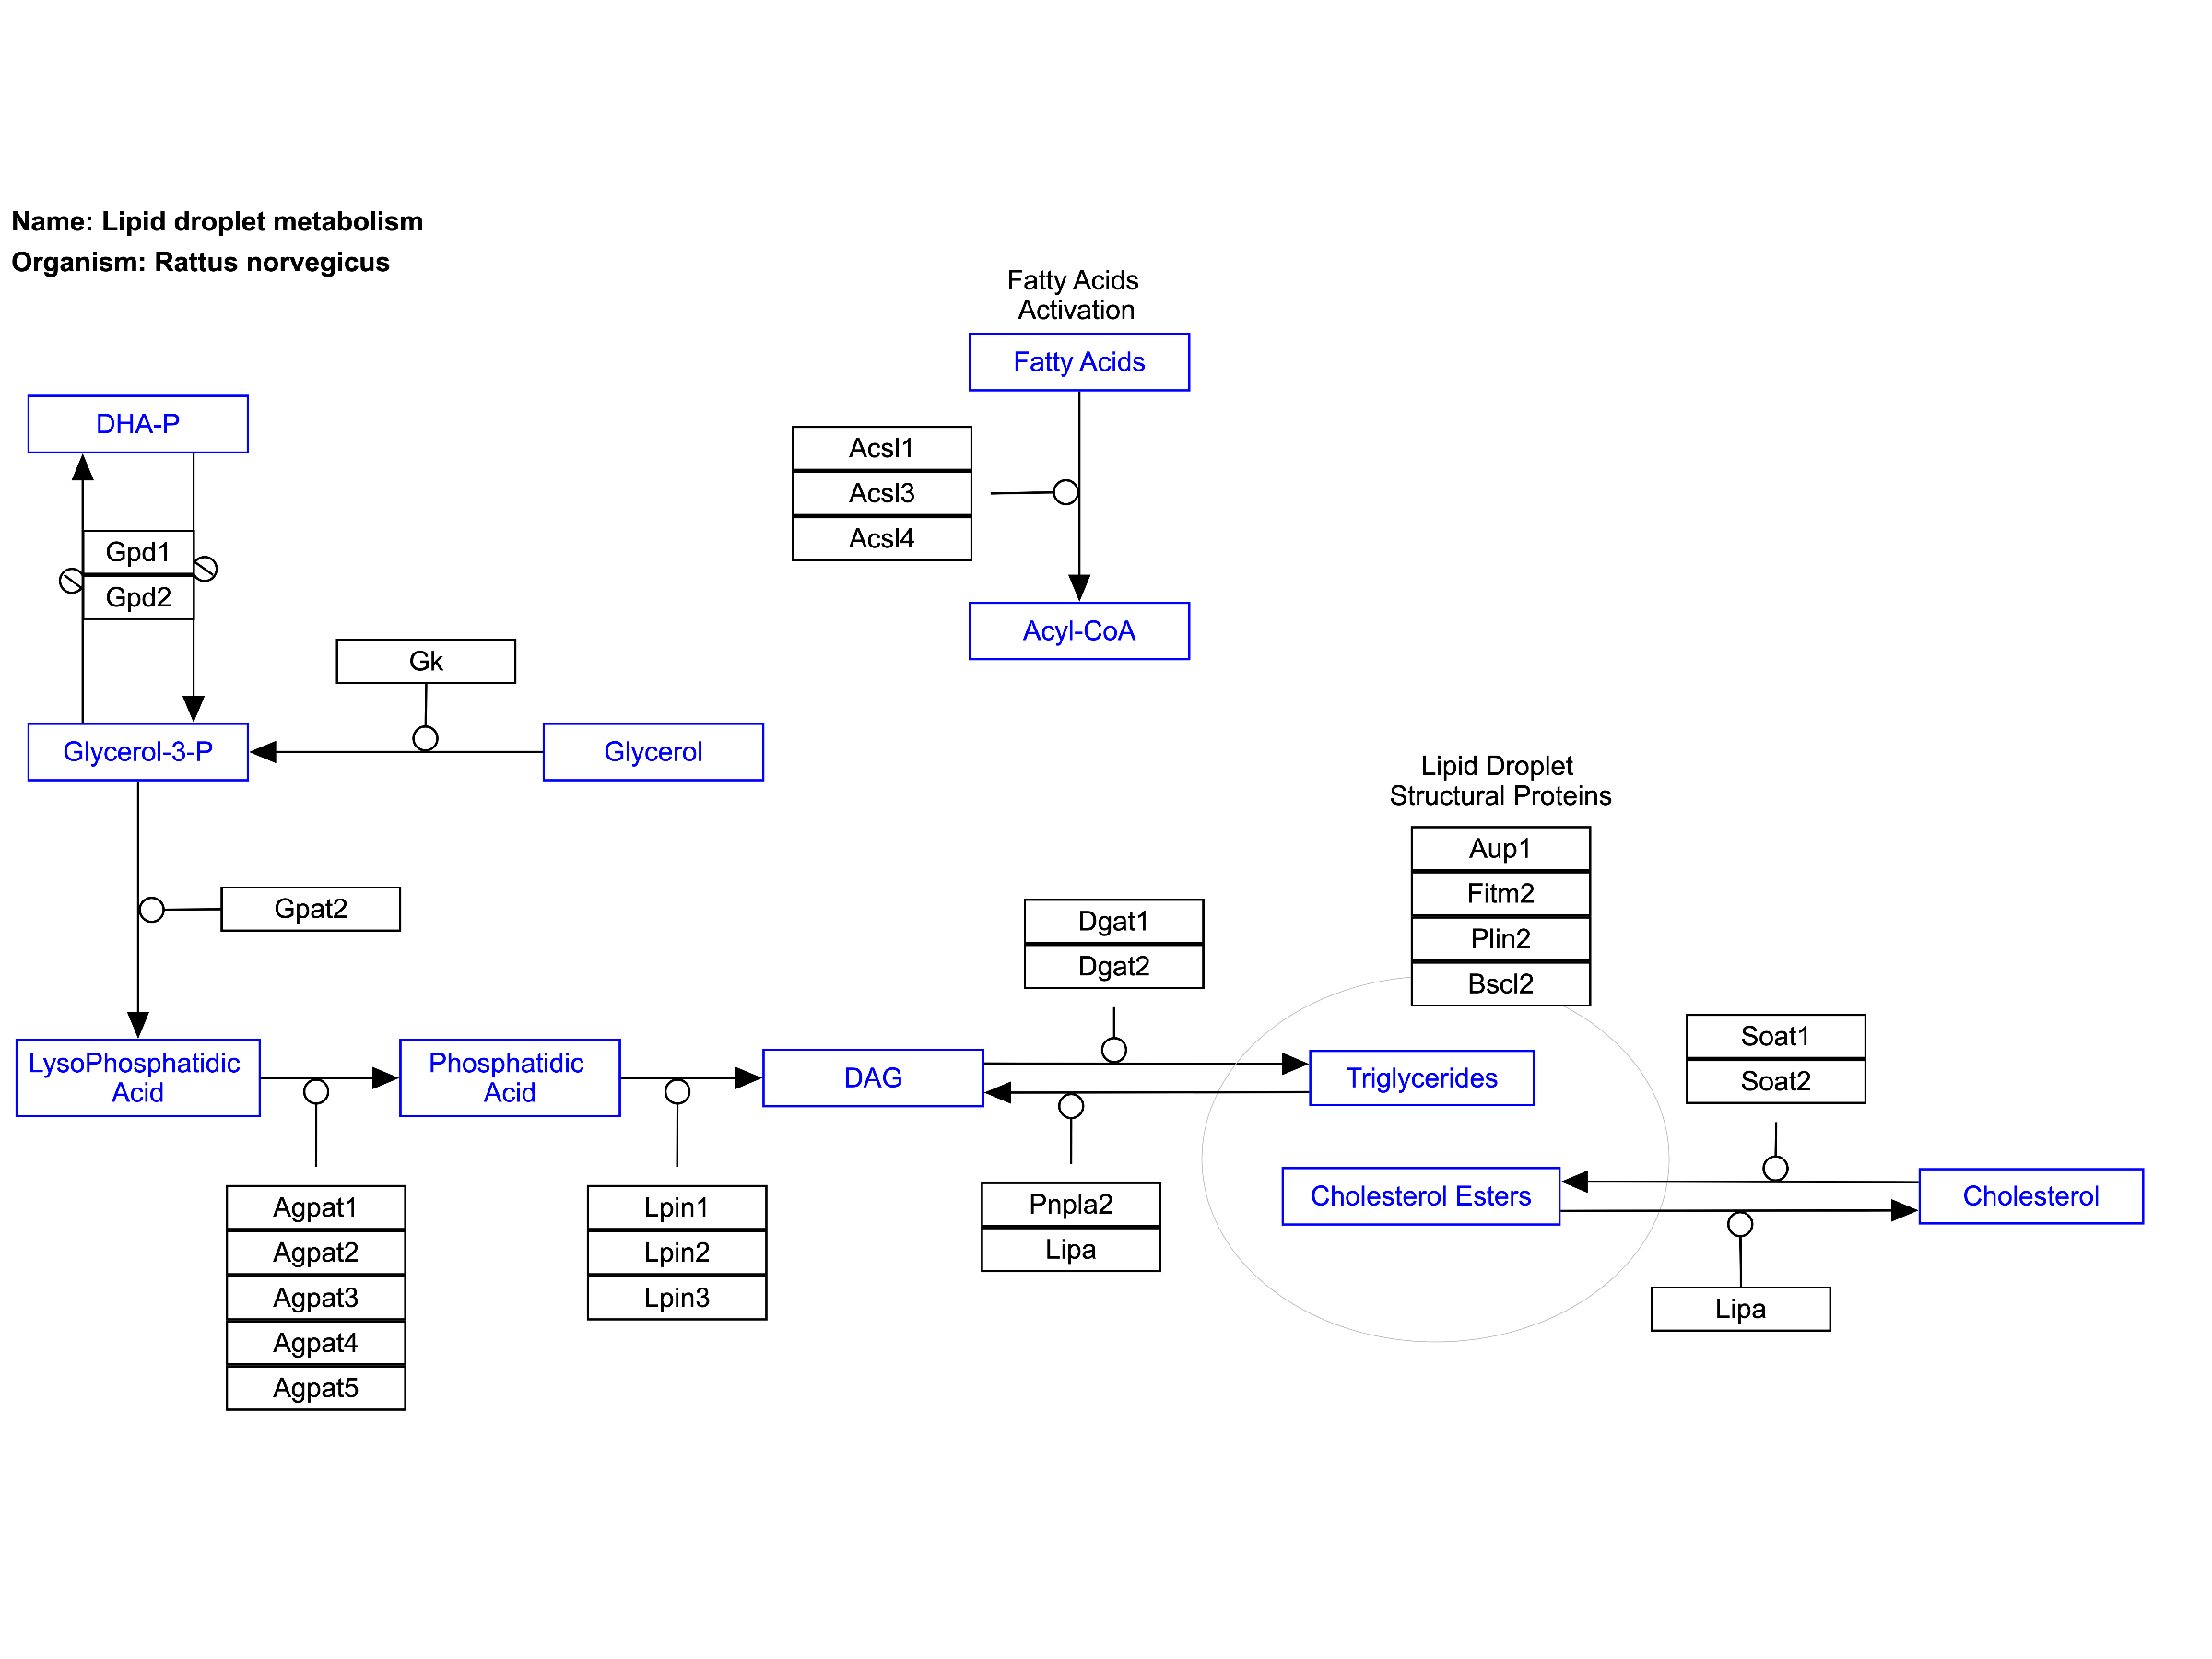 Name: Lipid droplet metabolism
Organism: Rattus norvegicus
Fatty Acids
Activation
Fatty Acids
DHA-P
Acsl1
Acsl3
Acsl4
Gpd1
Gpd2
Acyl-CoA
Gk
Glycerol-3-P
Glycerol
Lipid Droplet
Structural Proteins
Aup1
Fitm2
Plin2
Bscl2
Gpat2
Dgat1
Dgat2
Soat1
Soat2
LysoPhosphatidic
Acid
Phosphatidic
Acid
DAG
Triglycerides
Cholesterol Esters
Cholesterol
Agpat1
Agpat2
Agpat3
Agpat4
Agpat5
Lpin1
Lpin2
Lpin3
Pnpla2
Lipa
Lipa